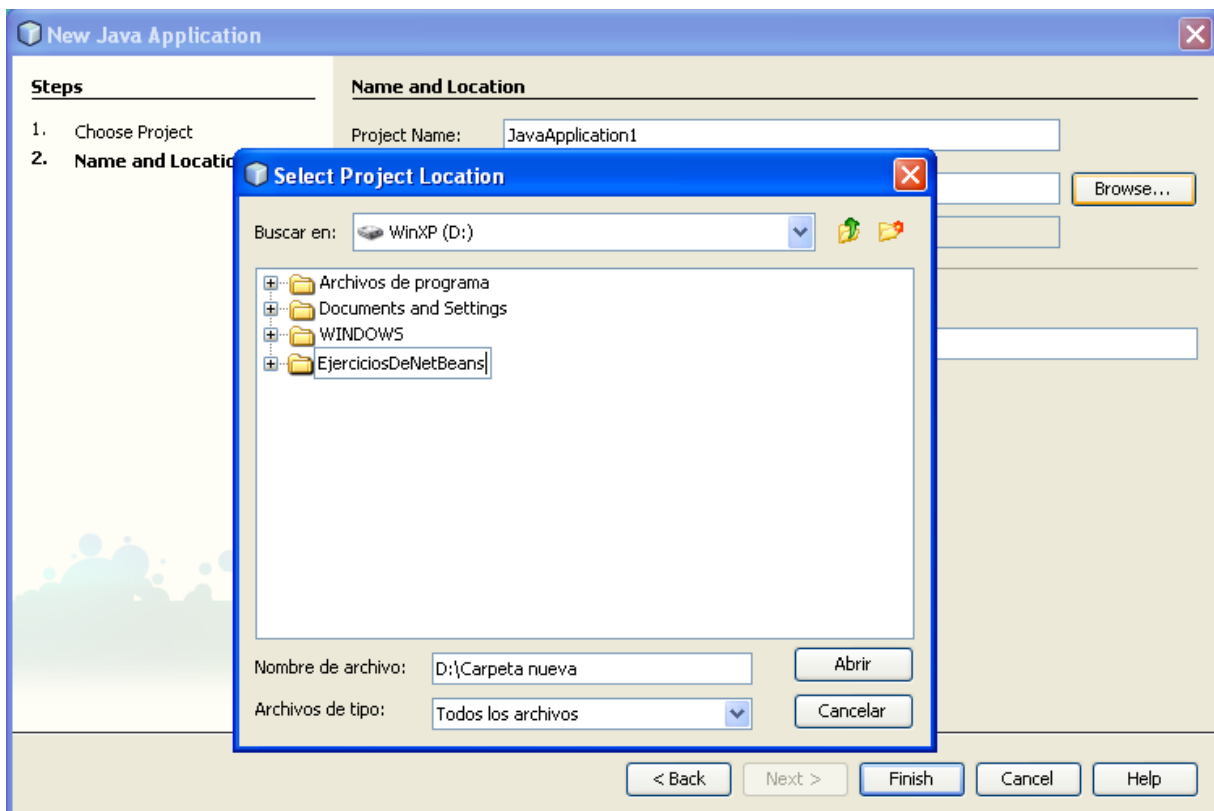 New Java Application
Steps
1. Choose Project
2. Name and Locatio
Name and Location
Project Name: JavaApplication1
Browse...
Select Project Location
Buscar en: WinXP (D:)
Archivos de programa
Documents and Settings
WINDOWS
EjerciciosDeNetBeans
Nombre de archivo: D:\Carpeta nueva
Abrir
Archivos de tipo: Todos los archivos
Cancelar
< Back Next > Finish Cancel Help